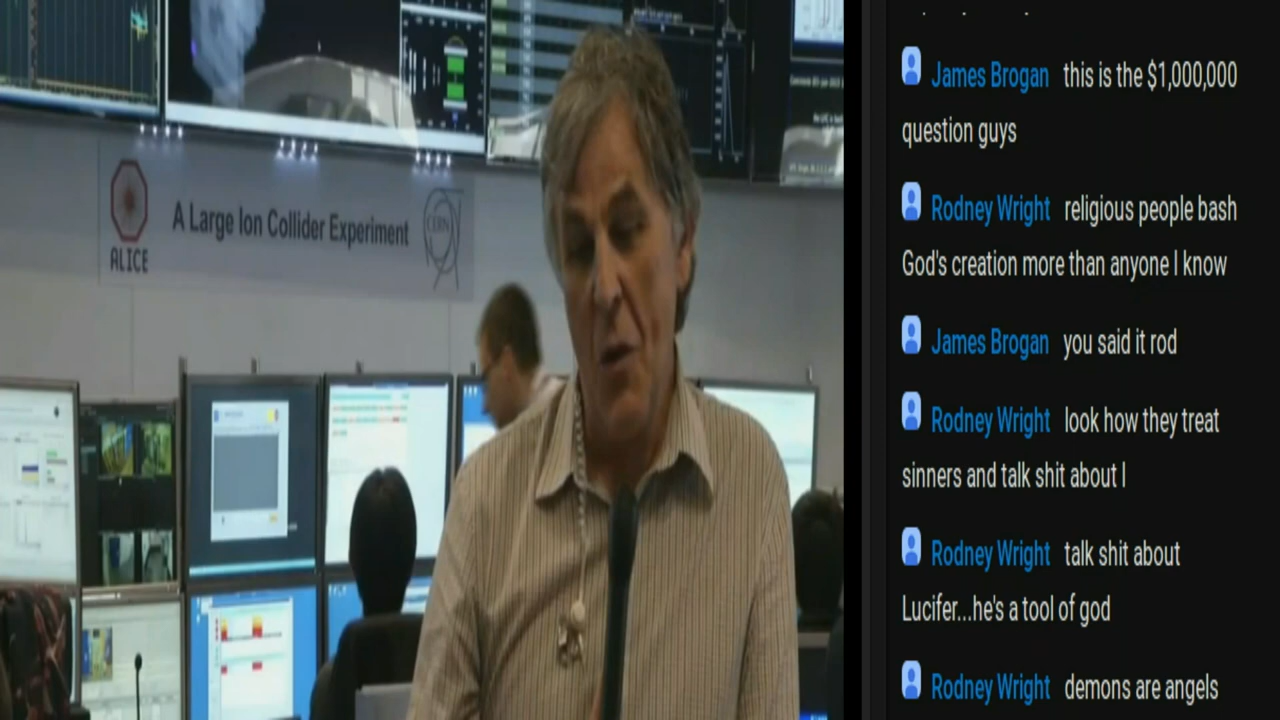 A Large Ion Collider Experiment
ALICE
CERN
James Brogan this is the $1,000,000
question guys
Rodney Wright religious people bash
God's creation more than anyone I know
James Brogan you said it rod
Rodney Wright look how they treat
sinners and talk shit about l
Rodney Wright talk shit about
Lucifer...he's a tool of god
Rodney Wright demons are angels